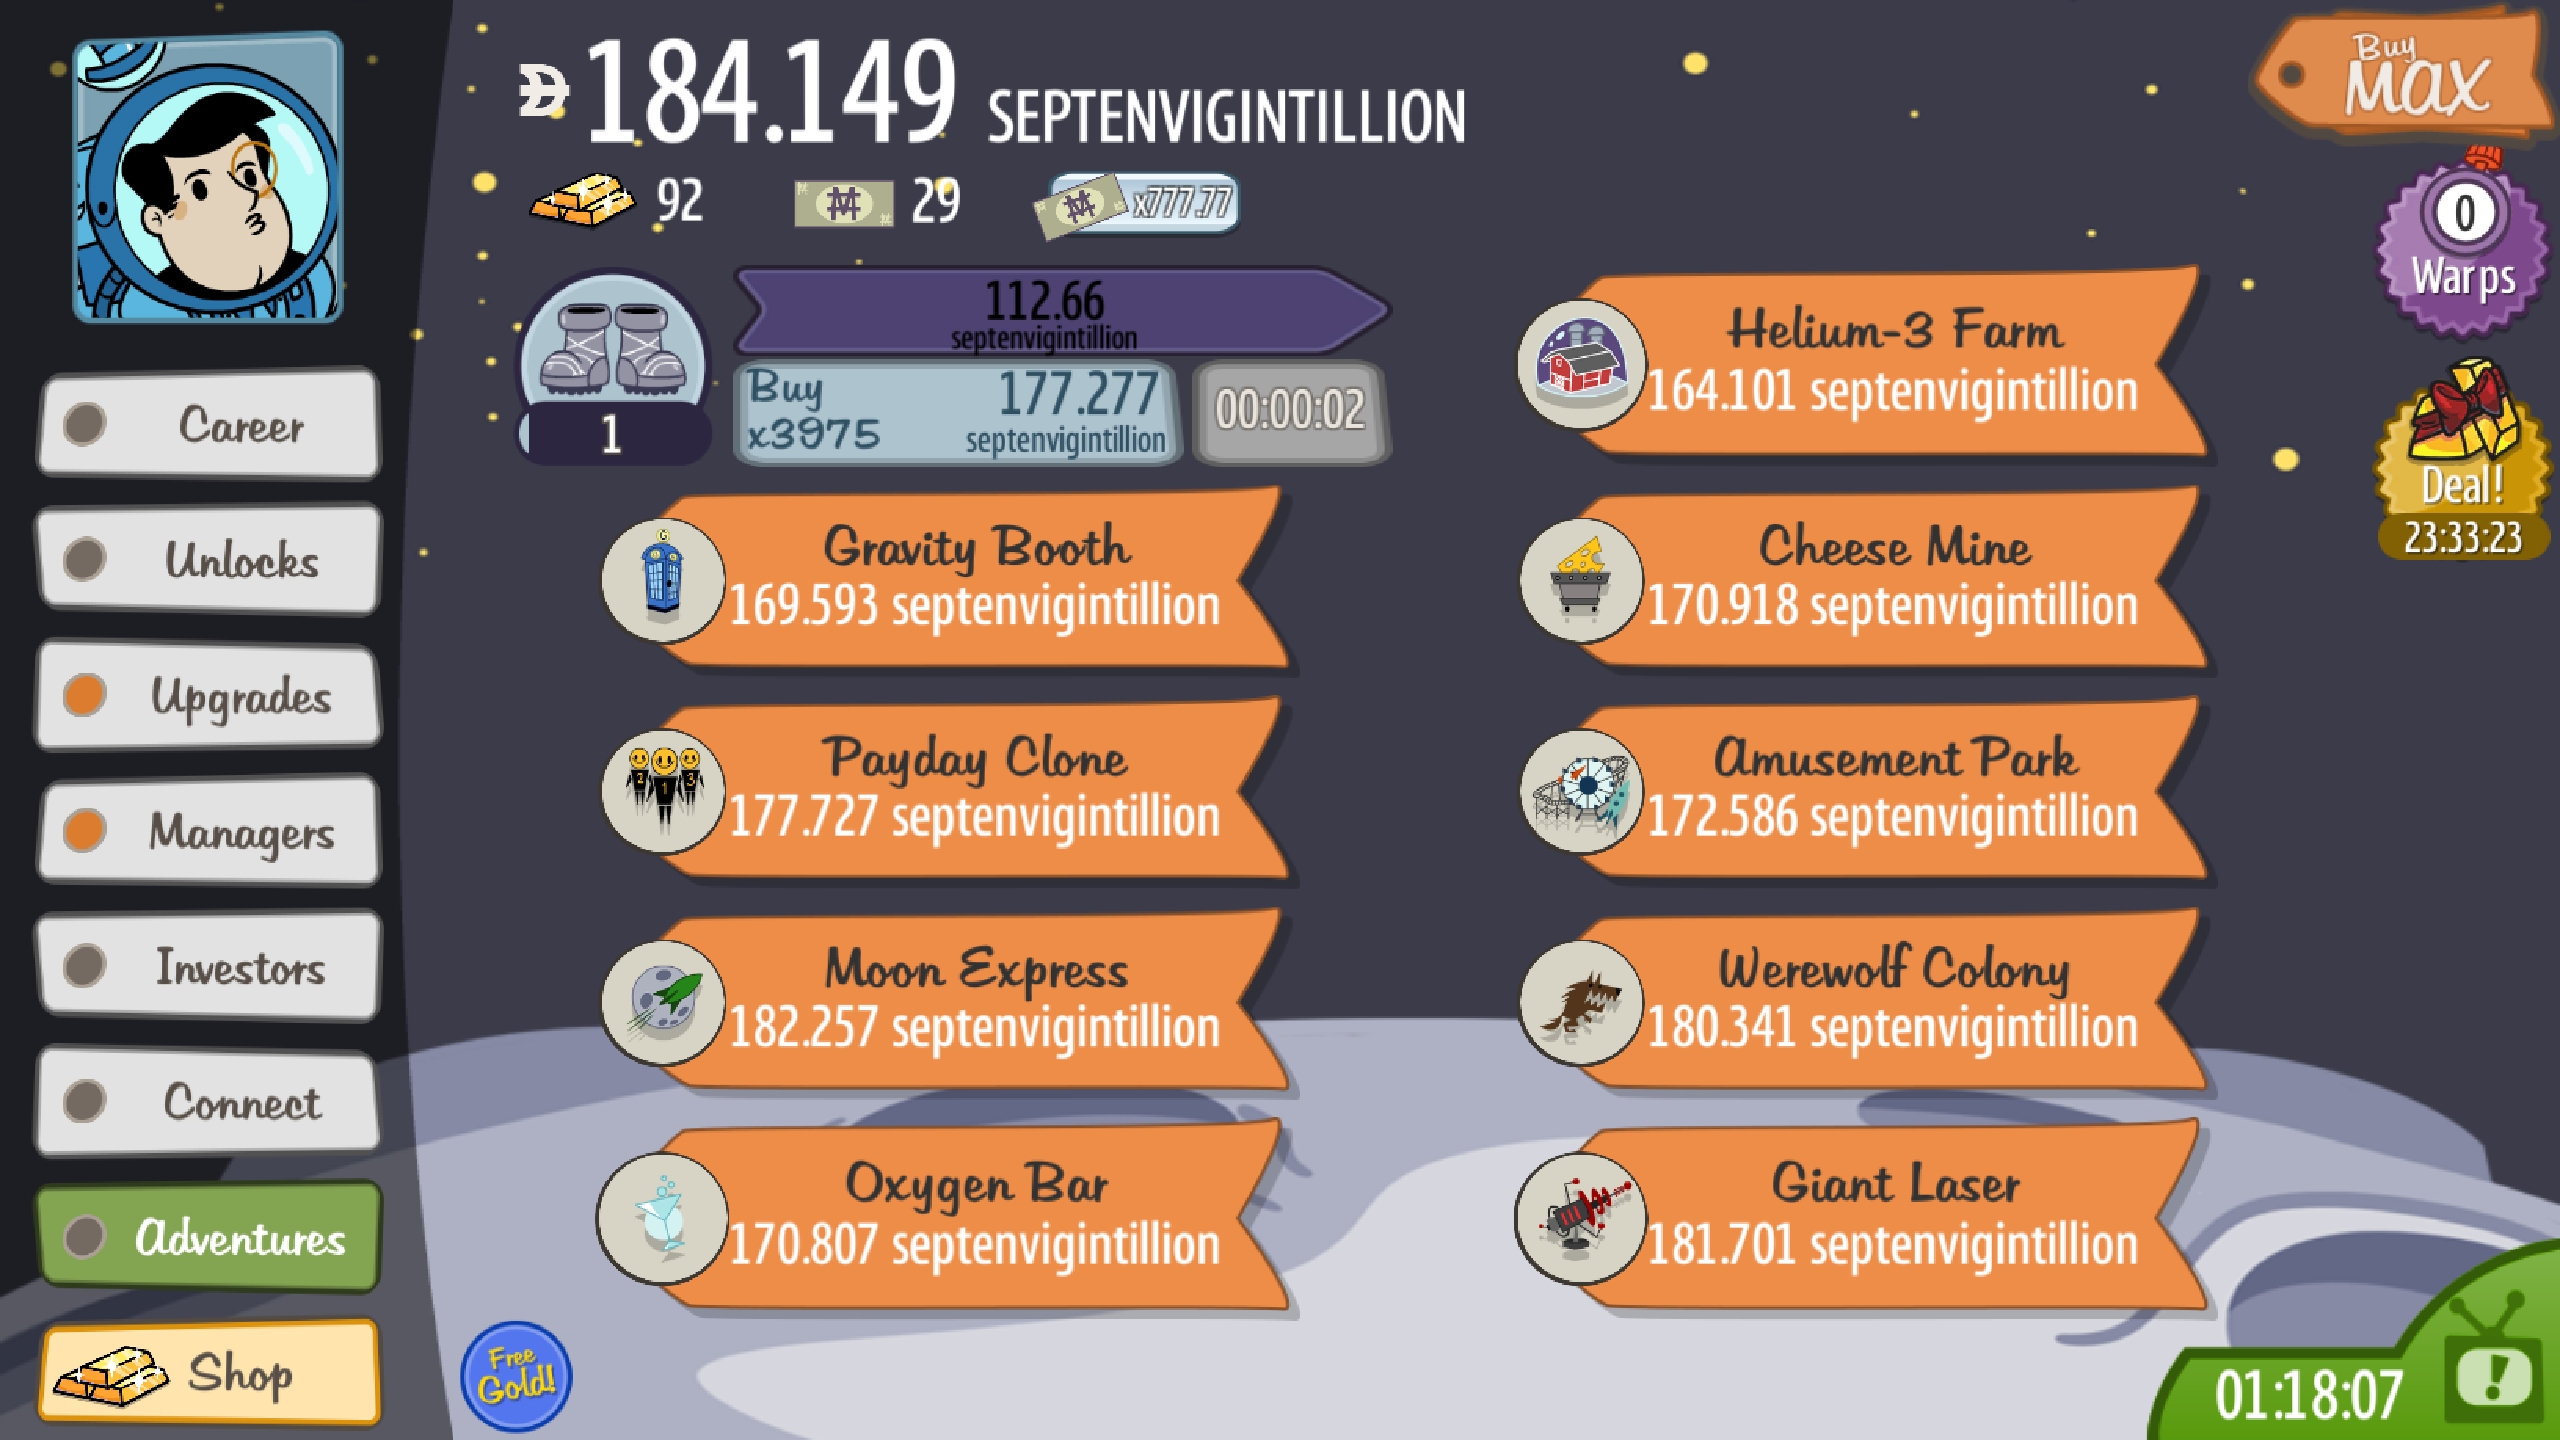 184.149 SEPTENVIGINTILLION
Buy
MAX
92
29
x777.77
0
Warps
112.66
septenvigintillion
Buy
x3975
177.277
septenvigintillion
00:00:02
1
Helium-3 Farm
164.101 septenvigintillion
Deal!
23:33:23
Career
Unlocks
Upgrades
Managers
Investors
Connect
Adventures
Shop
Gravity Booth
169.593 septenvigintillion
Cheese Mine
170.918 septenvigintillion
Payday Clone
177.727 septenvigintillion
Amusement Park
172.586 septenvigintillion
Moon Express
182.257 septenvigintillion
Werewolf Colony
180.341 septenvigintillion
Oxygen Bar
170.807 septenvigintillion
Giant Laser
181.701 septenvigintillion
Free
Gold!
01:18:07